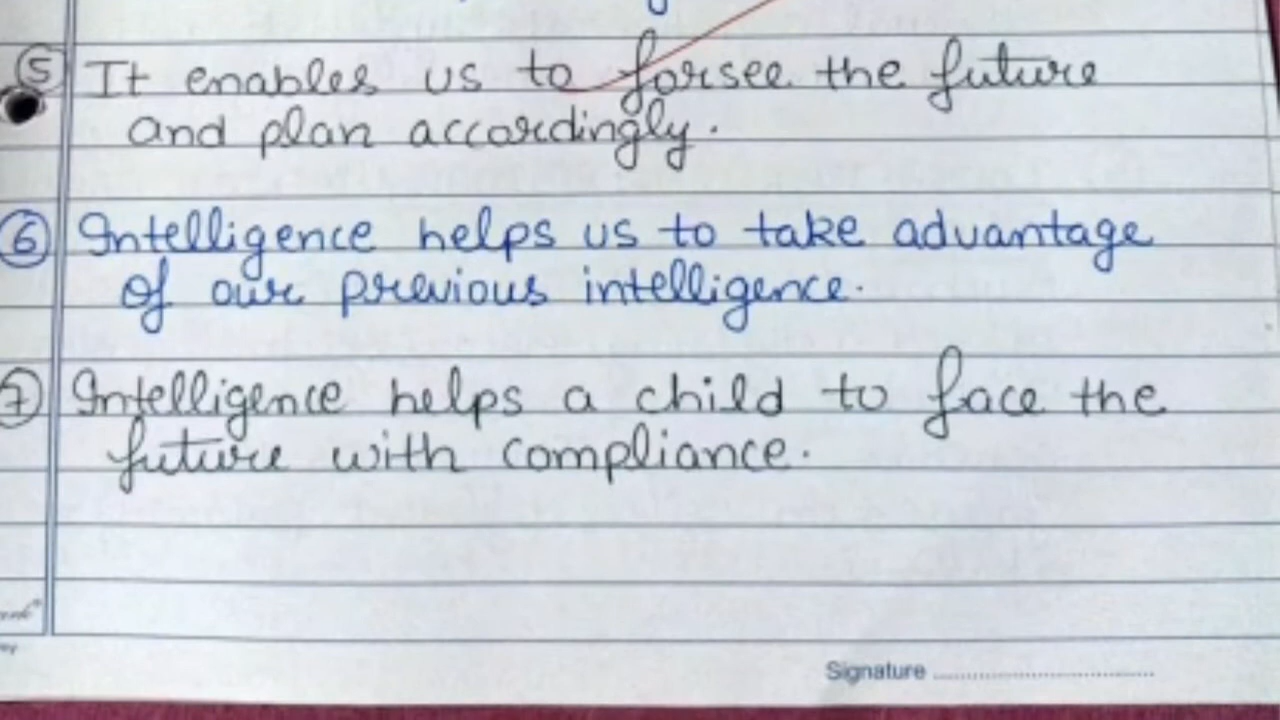 5 It enables us to forsee the future
and plan accordingly.
6 Intelligence helps us to take advantage
of our previous intelligence.
7 Intelligence helps a child to face the
future with compliance.
Signature ........................................